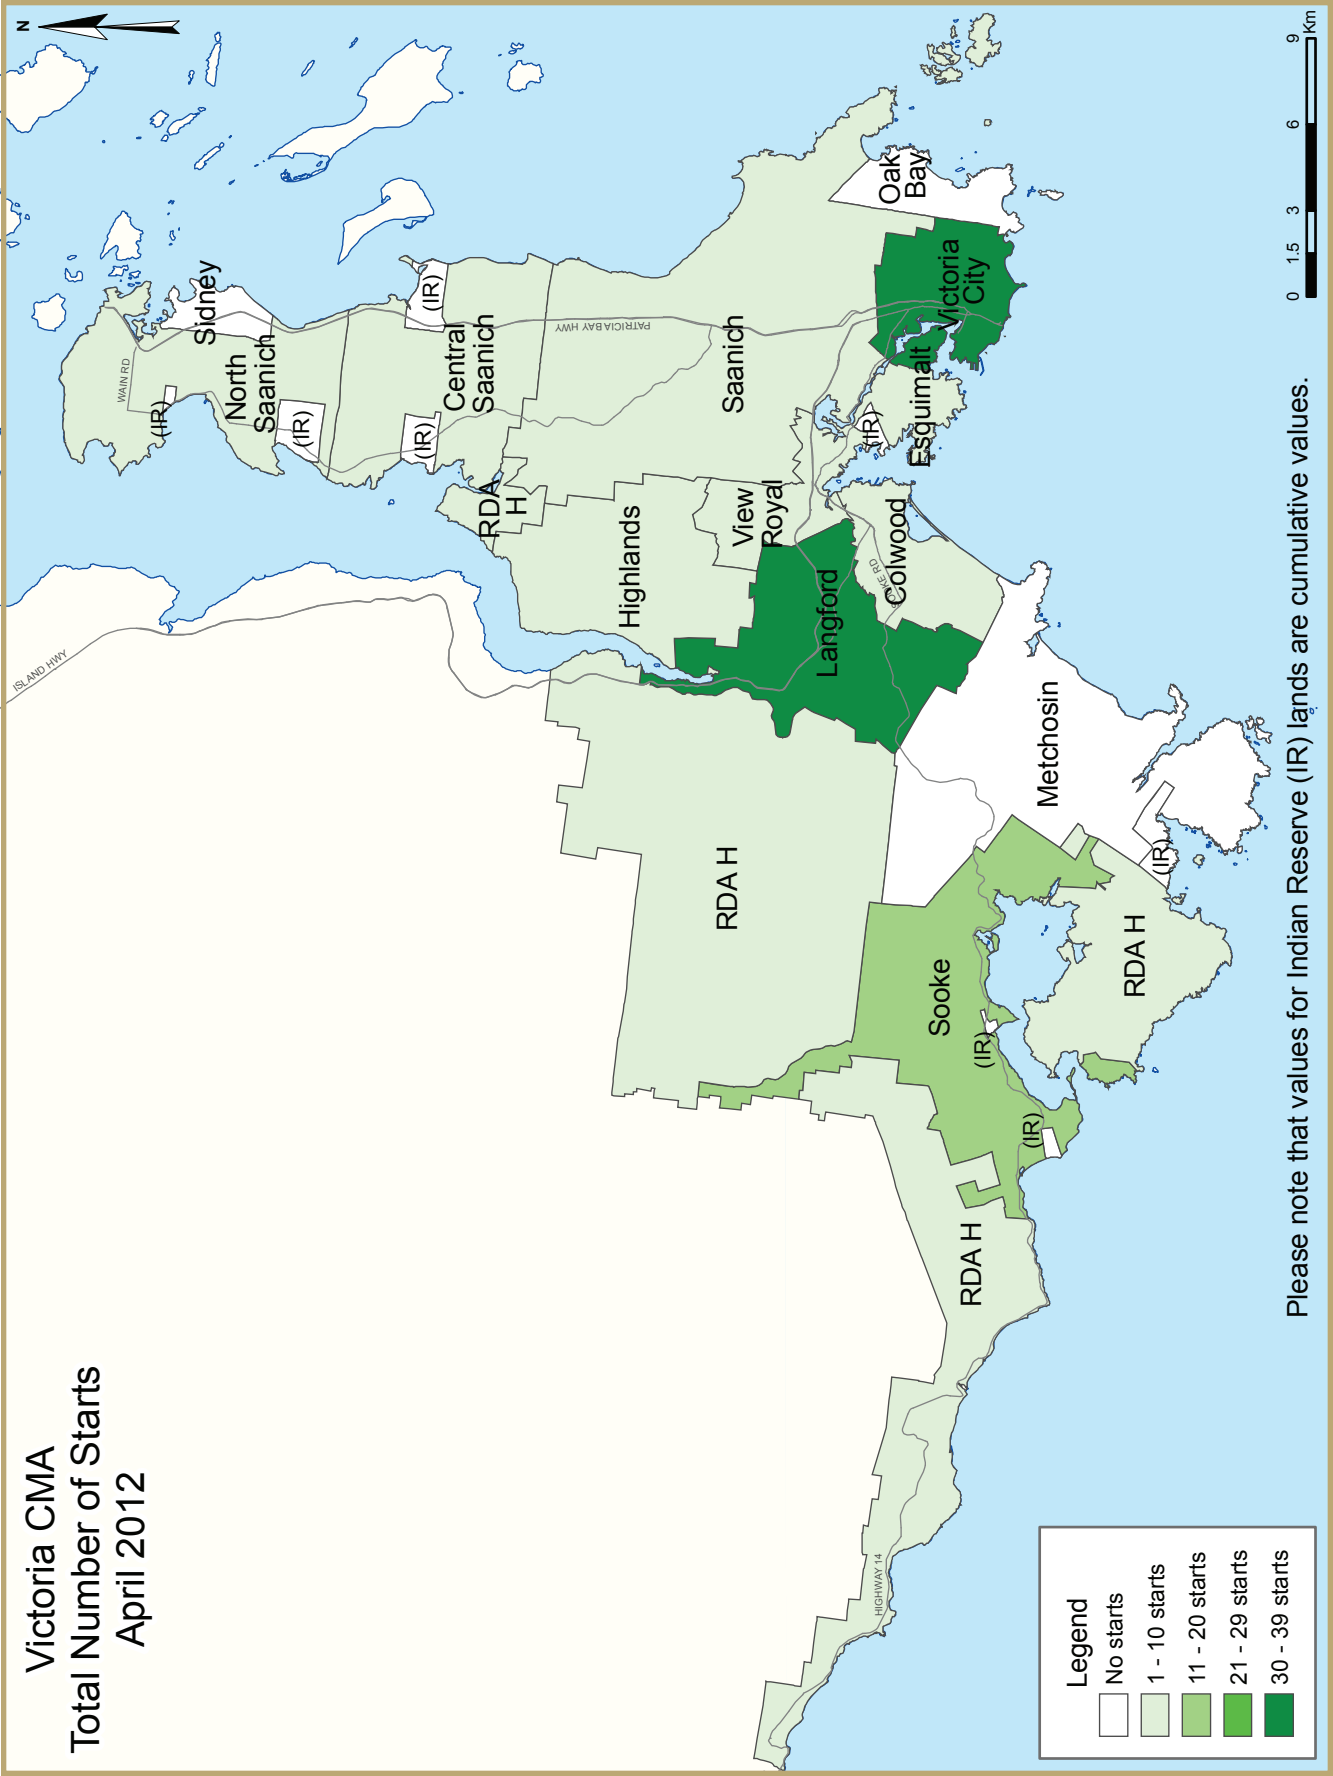 Victoria CMA
Total Number of Starts
April 2012
N
ISLAND HWY
WAIN RD
(IR)
Sidney
North
Saanich
(IR)
(IR)
Central
Saanich
(IR)
PATRICIA BAY HWY
RDA
H
Saanich
Highlands
View
Royal
Oak
Bay
Victoria
City
Esquimalt
(IR)
Langford
Colwood
SOOKE RD
RDA H
Metchosin
(IR)
Sooke
(IR)
(IR)
RDA H
RDA H
HIGHWAY 14
Legend
No starts
1 - 10 starts
11 - 20 starts
21 - 29 starts
30 - 39 starts
0 1.5 3 6 9
Km
Please note that values for Indian Reserve (IR) lands are cumulative values.